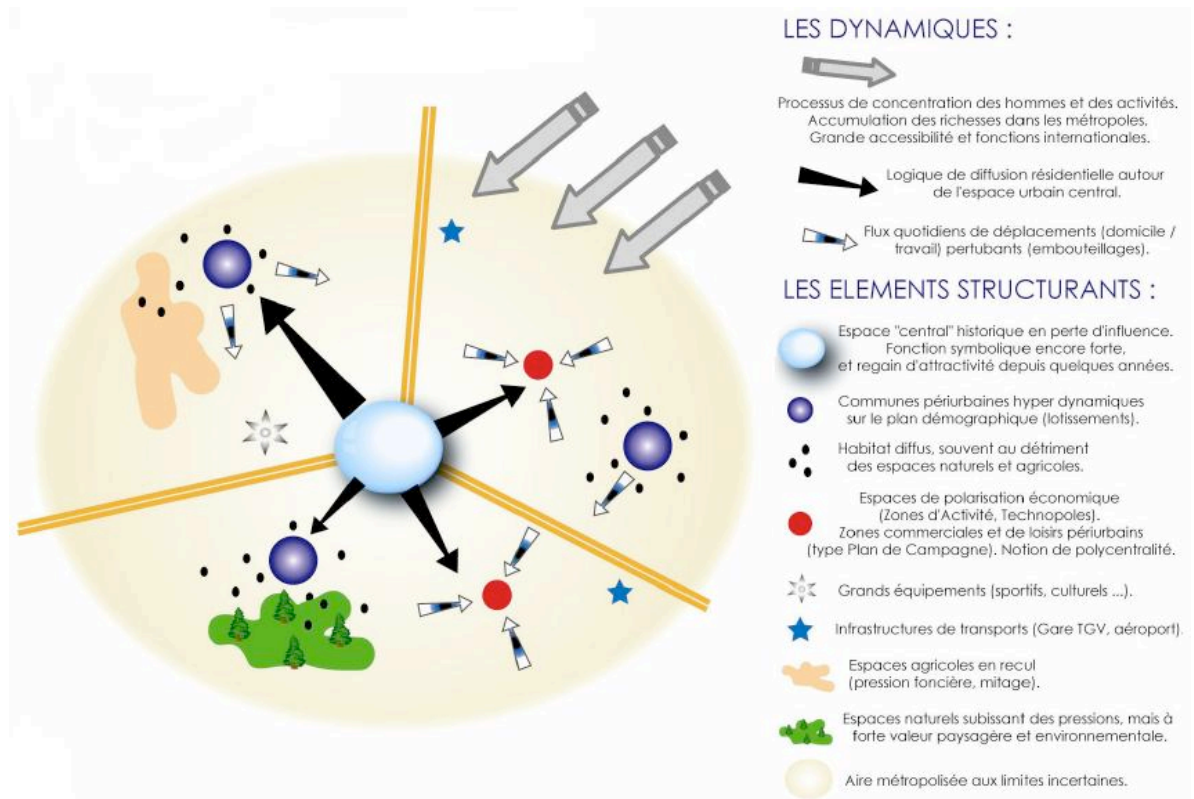 LES DYNAMIQUES :
Processus de concentration des hommes et des activités.
Accumulation des richesses dans les métropoles.
Grande accessibilité et fonctions internationales.
Logique de diffusion résidentielle autour
de l'espace urbain central.
Flux quotidiens de déplacements (domicile /
travail) pertubants (embouteillages).
LES ELEMENTS STRUCTURANTS :
Espace "central" historique en perte d'influence.
Fonction symbolique encore forte,
et regain d'attractivité depuis quelques années.
Communes périurbaines hyper dynamiques
sur le plan démographique (lotissements).
Habitat diffus, souvent au détriment
des espaces naturels et agricoles.
Espaces de polarisation économique
(Zones d'Activité, Technopoles).
Zones commerciales et de loisirs périurbains
(type Plan de Campagne). Notion de polycentralité.
Grands équipements (sportifs, culturels ...).
Infrastructures de transports (Gare TGV, aéroport).
Espaces agricoles en recul
(pression foncière, mitage).
Espaces naturels subissant des pressions, mais à
forte valeur paysagère et environnementale.
Aire métropolisée aux limites incertaines.